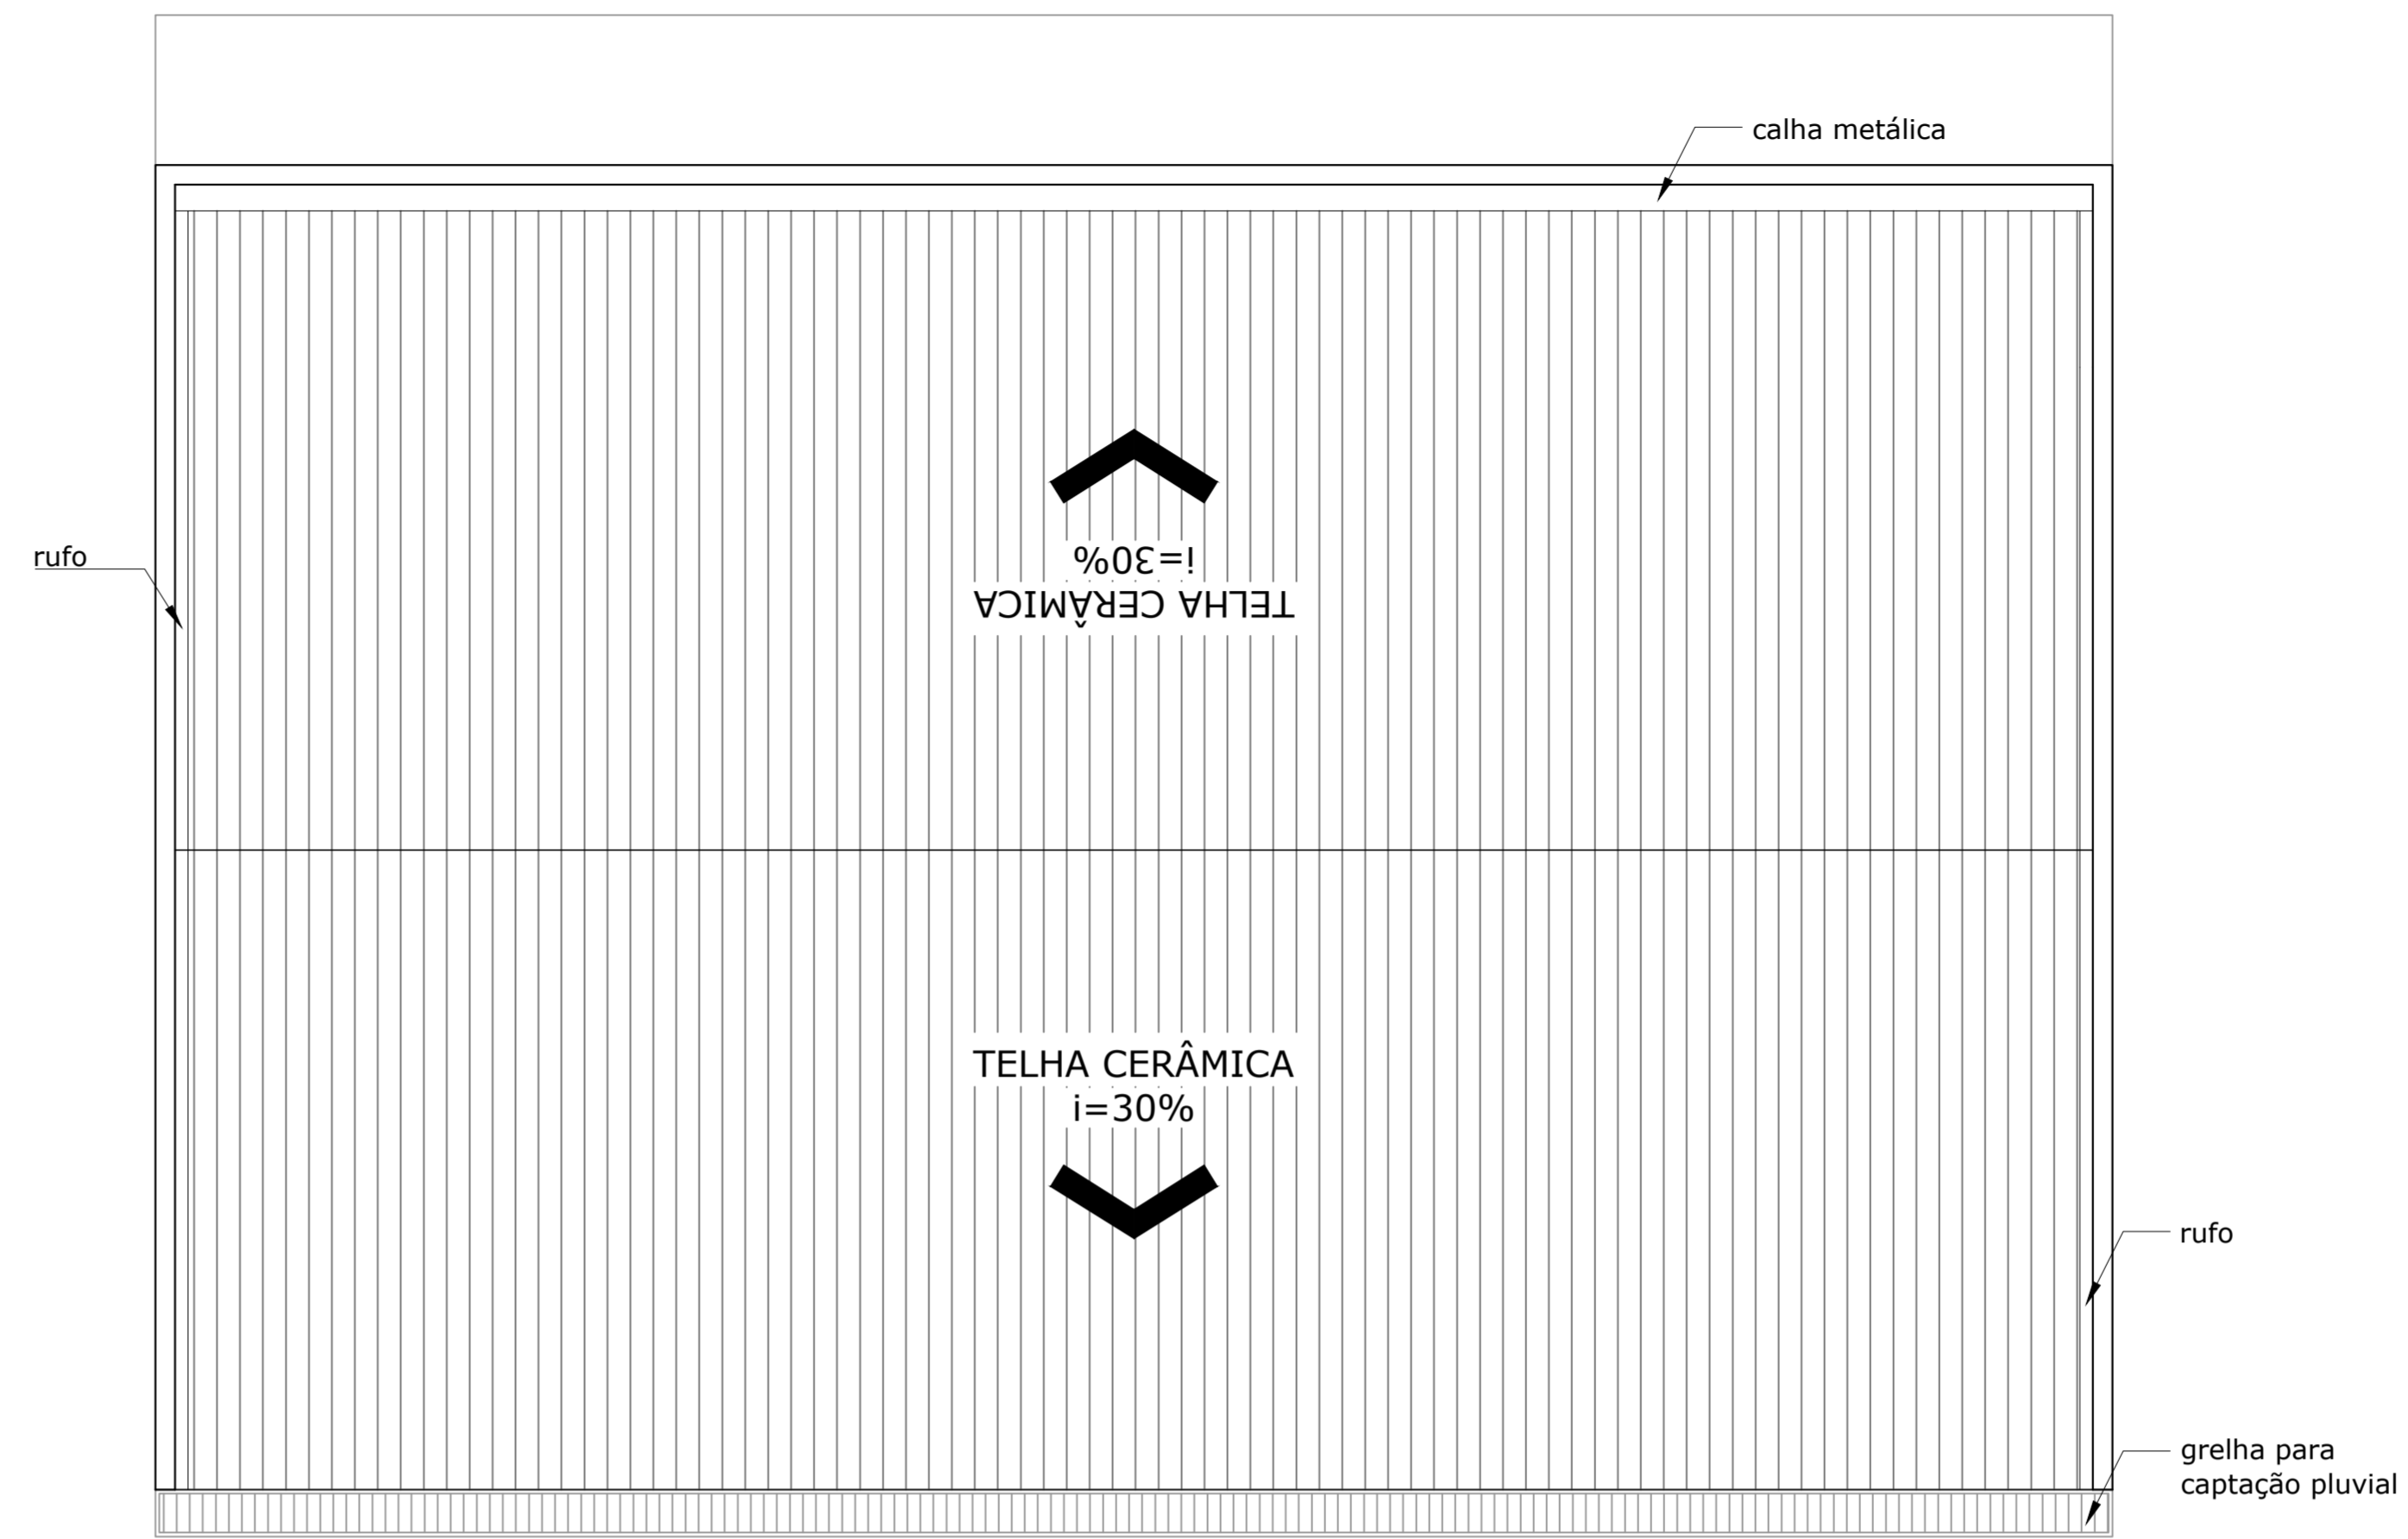 calha metálica
rufo
i=30%
TELHA CERÂMICA
TELHA CERÂMICA
i=30%
rufo
grelha para
captação pluvial